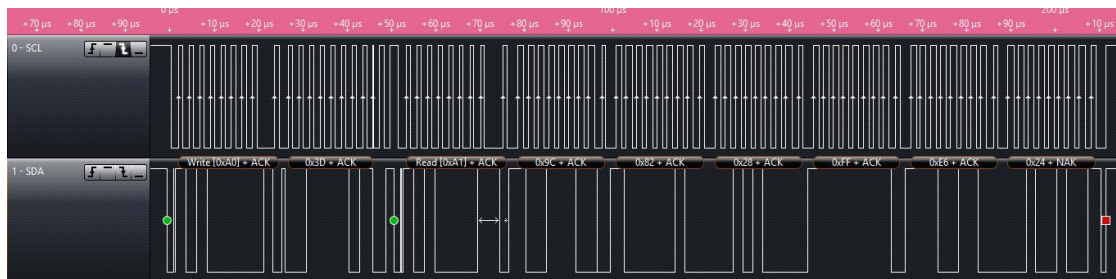 0 µs 100 µs 200 µs
+70 µs +80 µs +90 µs +10 µs +20 µs +30 µs +40 µs +50 µs +60 µs +70 µs +80 µs +90 µs +10 µs +20 µs +30 µs +40 µs +50 µs +60 µs +70 µs +80 µs +90 µs +10 µs
0 - SCL
Write [0xA0] + ACK 0x3D + ACK Read [0xA1] + ACK 0x9C + ACK 0x82 + ACK 0x28 + ACK 0xFF + ACK 0xE6 + ACK 0x24 + NAK
1 - SDA